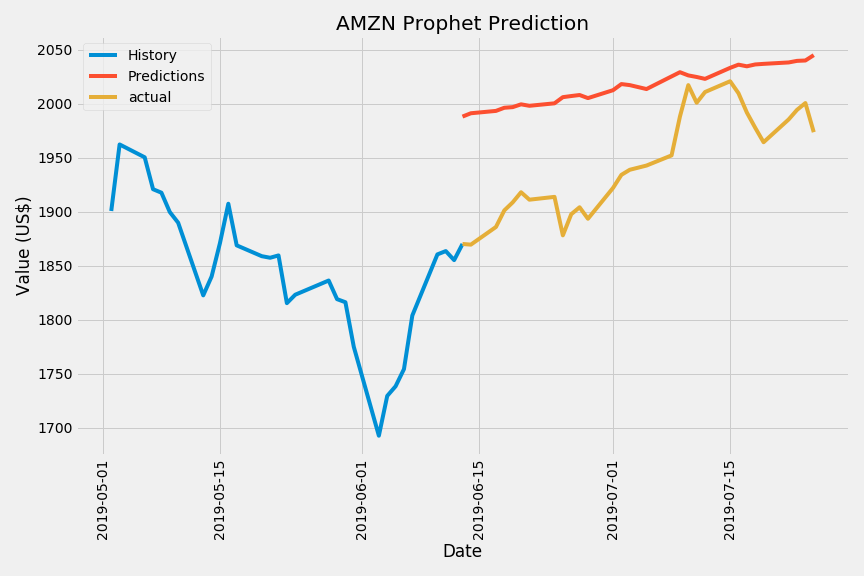 AMZN Prophet Prediction
History
Predictions
actual
2050
2000
1950
1900
1850
1800
1750
1700
Value (US$)
2019-05-01
2019-05-15
2019-06-01
2019-06-15
2019-07-01
2019-07-15
Date